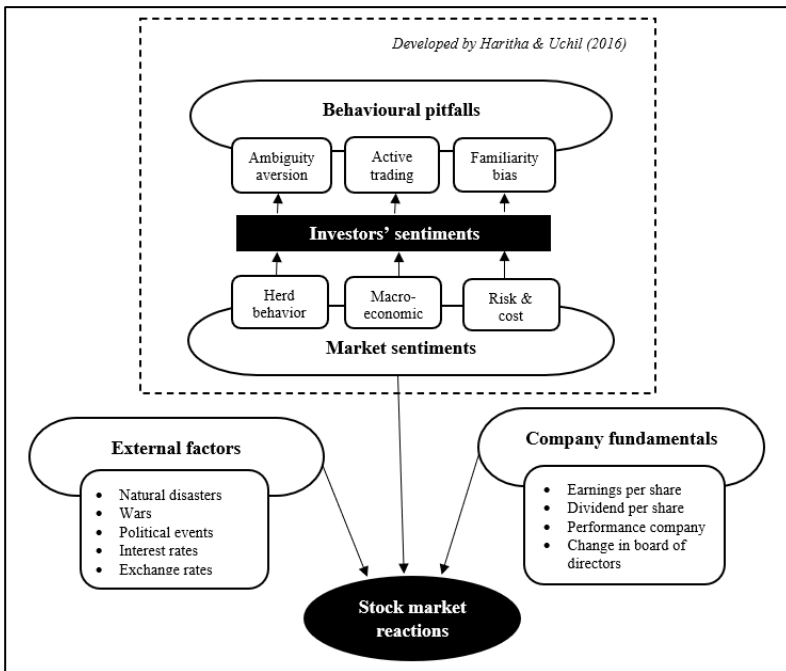 Developed by Haritha & Uchil (2016)
Behavioural pitfalls
Ambiguity
aversion
Active
trading
Familiarity
bias
Investors' sentiments
Herd
behavior
Macro-
economic
Risk &
cost
Market sentiments
External factors
• Natural disasters
• Wars
• Political events
• Interest rates
• Exchange rates
Company fundamentals
• Earnings per share
• Dividend per share
• Performance company
• Change in board of
directors
Stock market
reactions